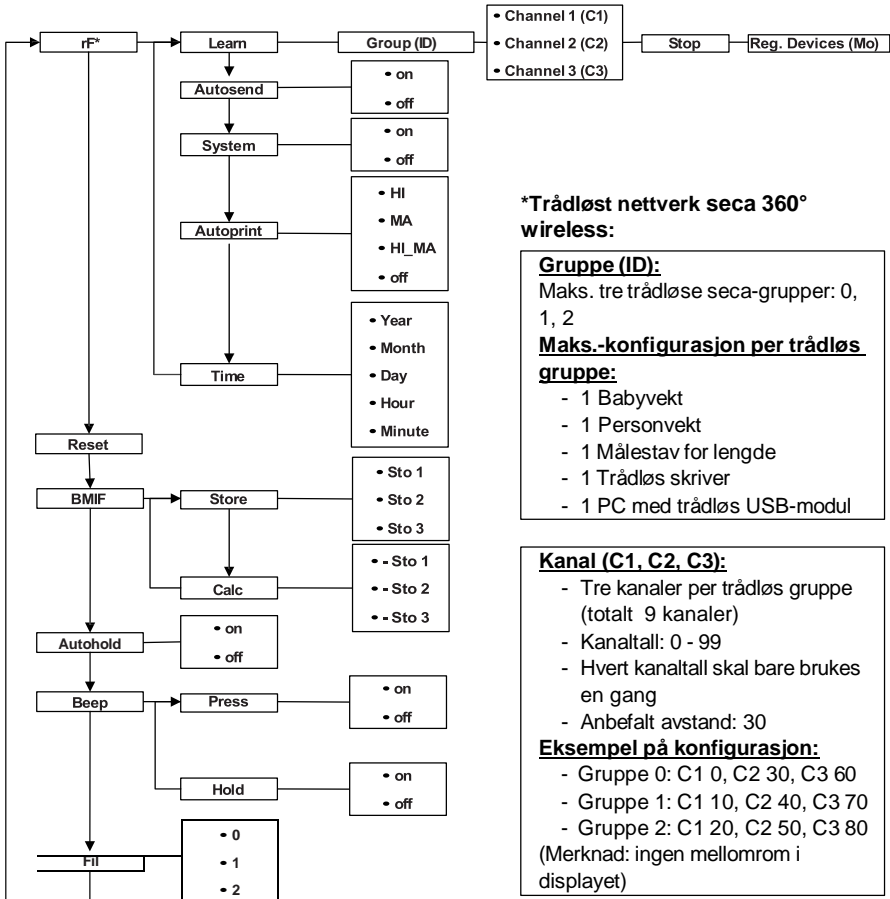 rF*
Learn
Group (ID)
• Channel 1 (C1)
• Channel 2 (C2)
• Channel 3 (C3)
Stop
Reg. Devices (Mo)
Autosend
• on
• off
System
• on
• off
Autoprint
• HI
• MA
• HI_MA
• off
Time
• Year
• Month
• Day
• Hour
• Minute
Reset
BMIF
Store
• Sto 1
• Sto 2
• Sto 3
Calc
• - Sto 1
• - Sto 2
• - Sto 3
Autohold
• on
• off
Beep
Press
• on
• off
Hold
• on
• off
Fil
• 0
• 1
• 2
*Trådløst nettverk seca 360°
wireless:
Gruppe (ID):
Maks. tre trådløse seca-grupper: 0,
1, 2
Maks.-konfigurasjon per trådløs
gruppe:
- 1 Babyvekt
- 1 Personvekt
- 1 Målestav for lengde
- 1 Trådløs skriver
- 1 PC med trådløs USB-modul
Kanal (C1, C2, C3):
- Tre kanaler per trådløs gruppe
(totalt 9 kanaler)
- Kanaltall: 0 - 99
- Hvert kanaltall skal bare brukes
en gang
- Anbefalt avstand: 30
Eksempel på konfigurasjon:
- Gruppe 0: C1 0, C2 30, C3 60
- Gruppe 1: C1 10, C2 40, C3 70
- Gruppe 2: C1 20, C2 50, C3 80
(Merknad: ingen mellomrom i
displayet)